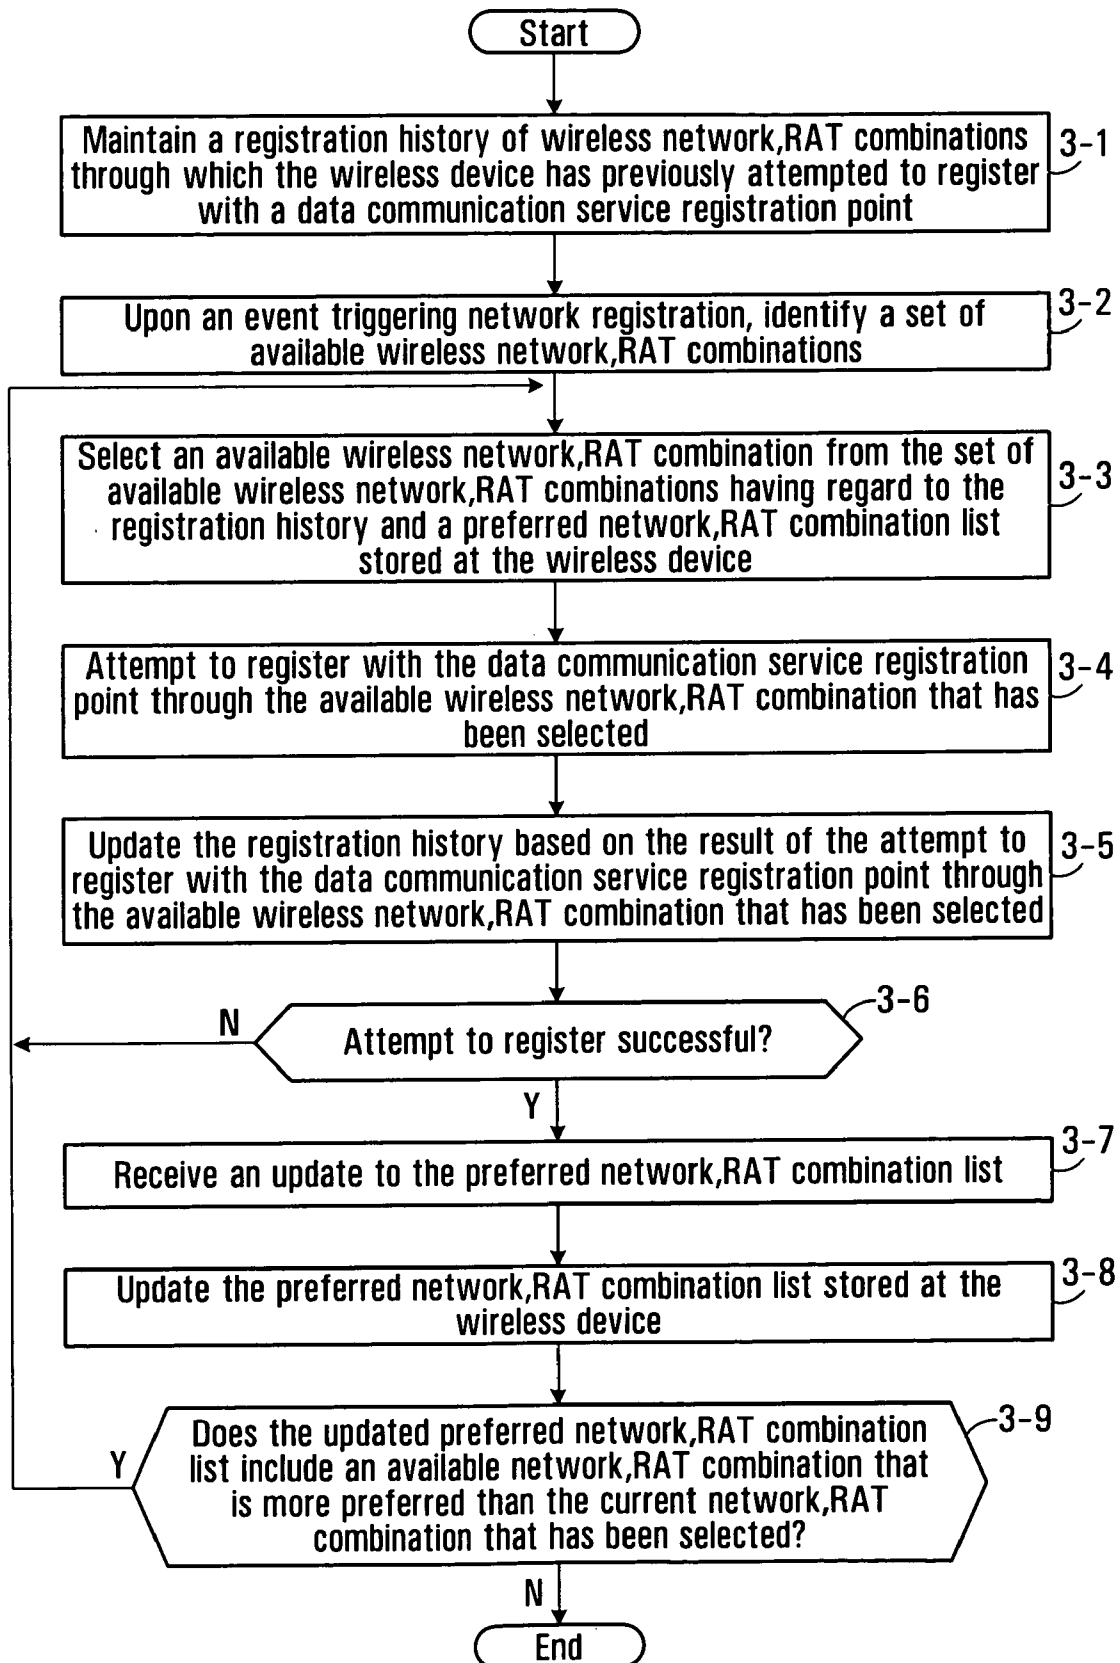 Start
Maintain a registration history of wireless network,RAT combinations
through which the wireless device has previously attempted to register
with a data communication service registration point
3-1
Upon an event triggering network registration, identify a set of
available wireless network,RAT combinations
3-2
Select an available wireless network,RAT combination from the set of
available wireless network,RAT combinations having regard to the
registration history and a preferred network,RAT combination list
stored at the wireless device
3-3
Attempt to register with the data communication service registration
point through the available wireless network,RAT combination that has
been selected
3-4
Update the registration history based on the result of the attempt to
register with the data communication service registration point through
the available wireless network,RAT combination that has been selected
3-5
Attempt to register successful?
3-6
N
Y
Receive an update to the preferred network,RAT combination list
3-7
Update the preferred network,RAT combination list stored at the
wireless device
3-8
Does the updated preferred network,RAT combination
list include an available network,RAT combination that
is more preferred than the current network,RAT
combination that has been selected?
3-9
Y
N
End